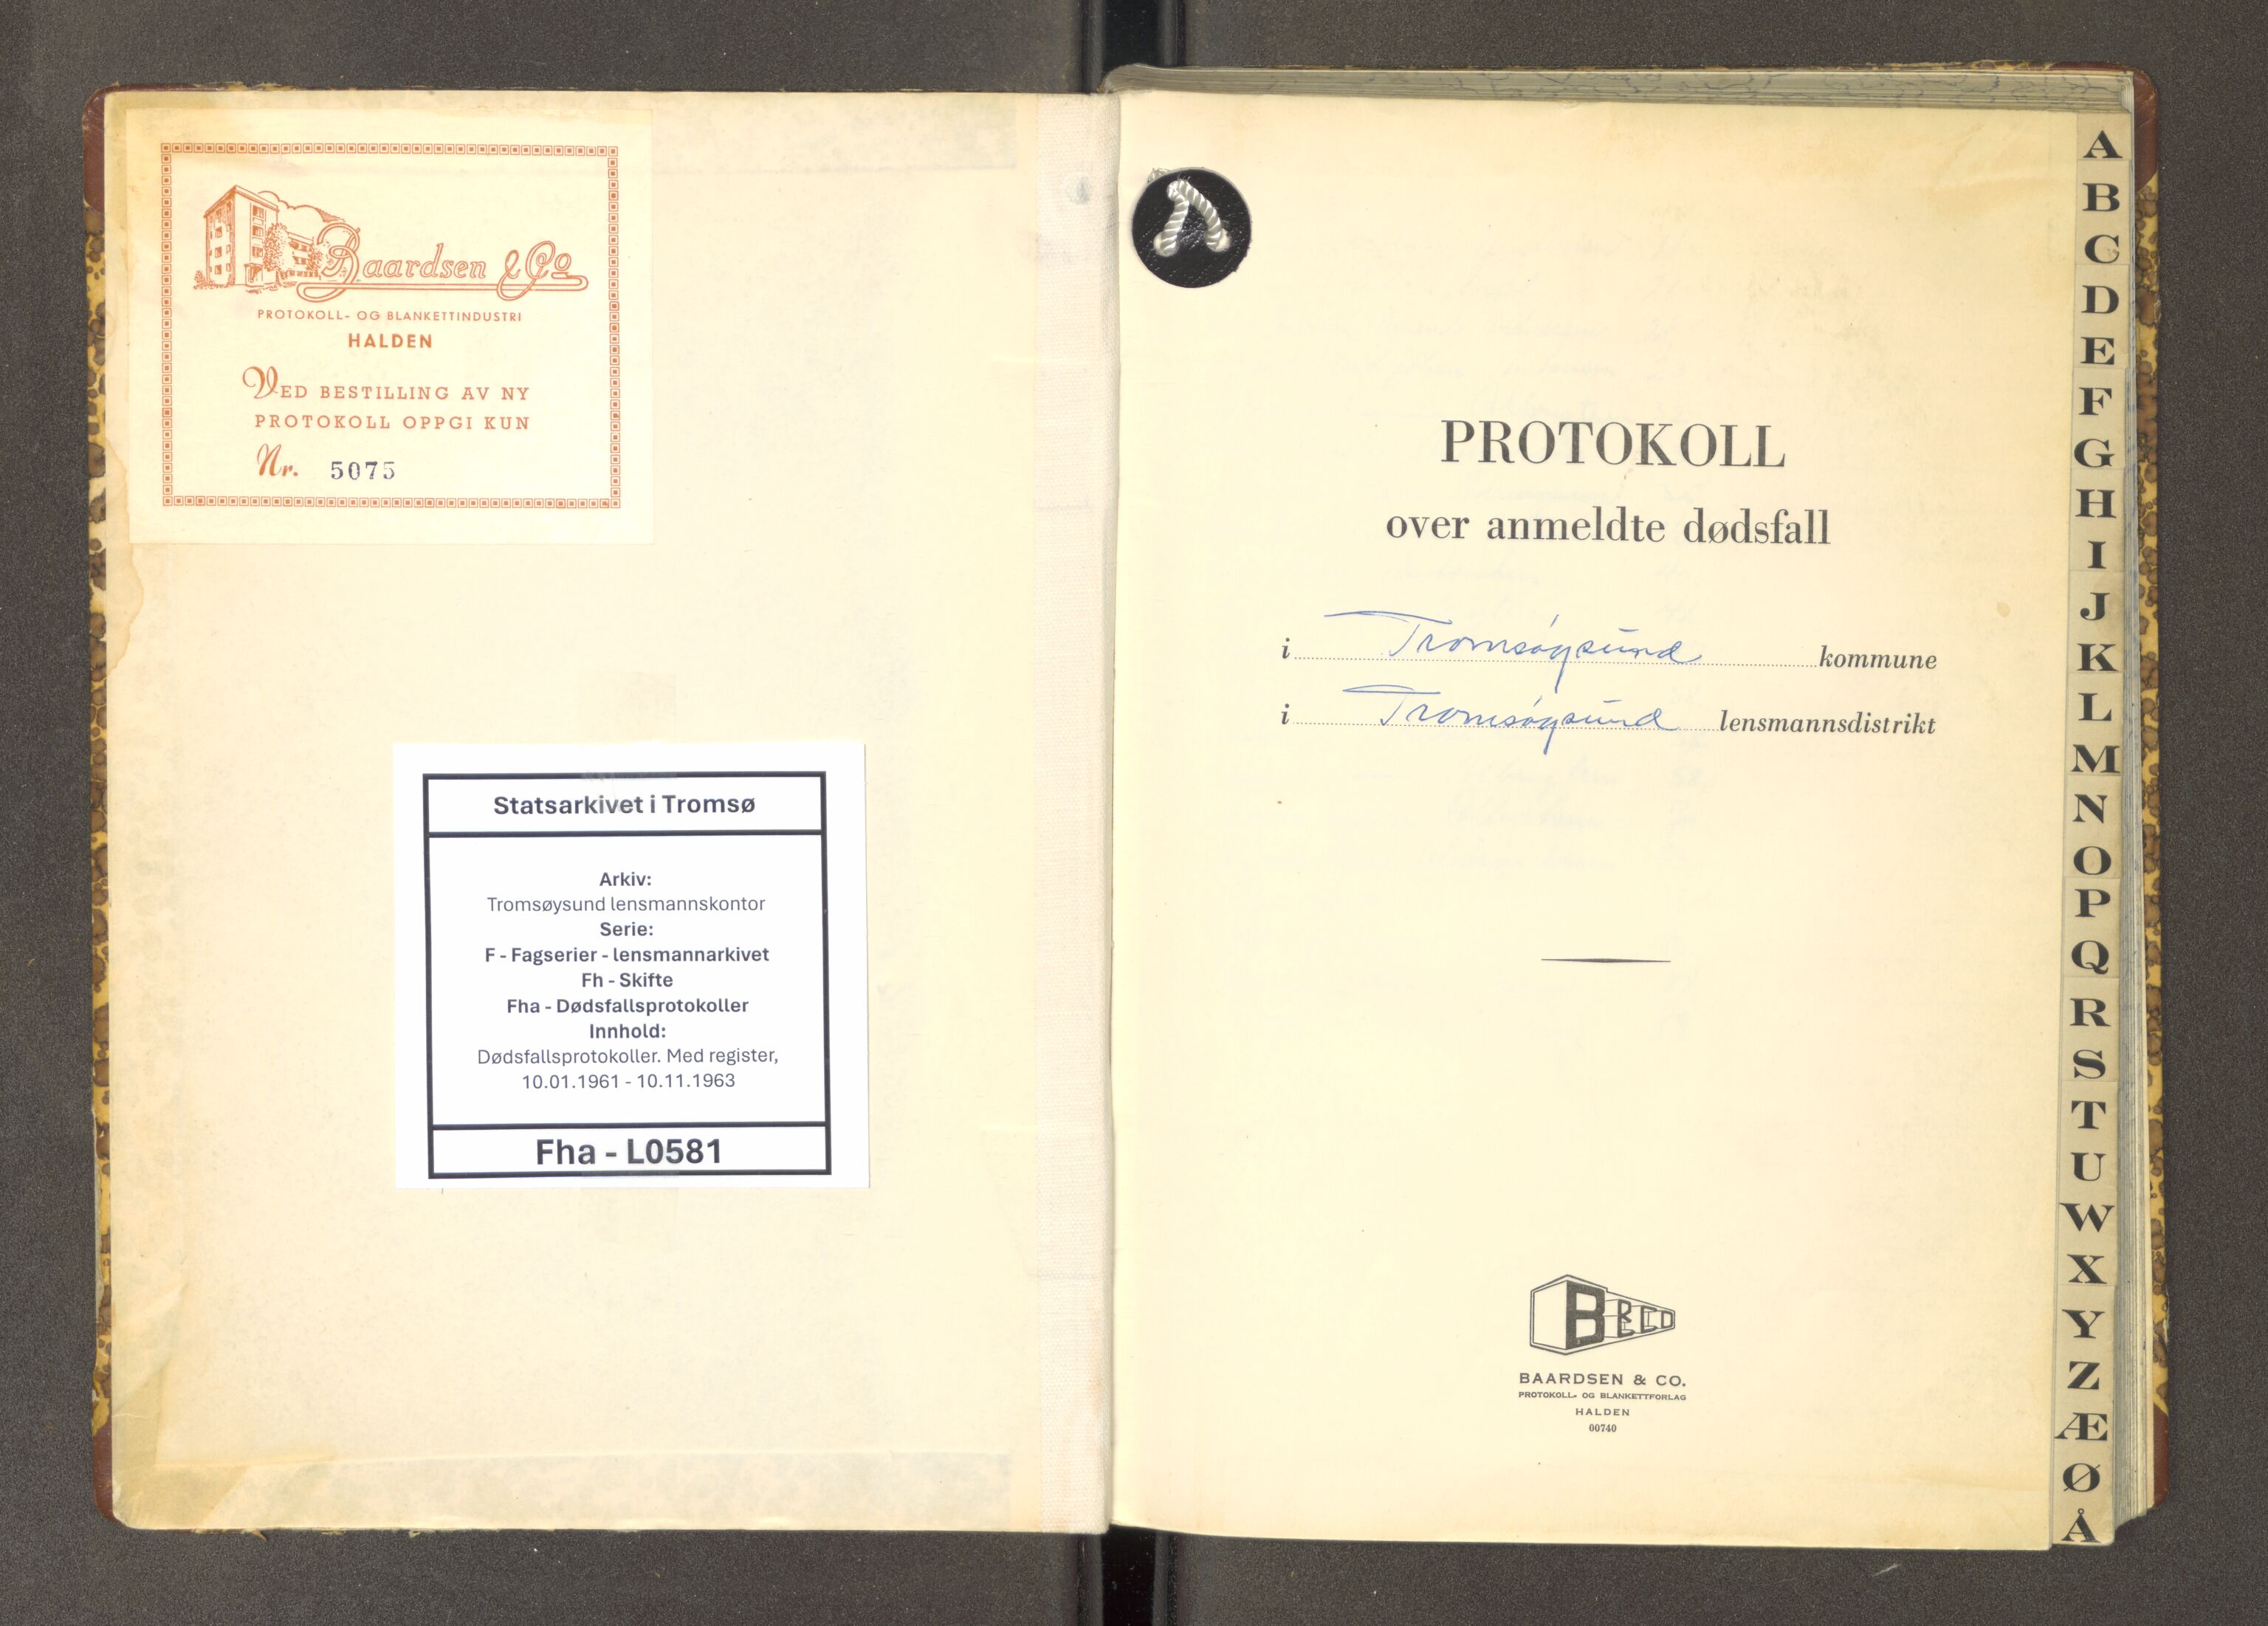 Baardsen & Co
PROTOKOLL- OG BLANKETTINDUSTRI
HALDEN
VED BESTILLING AV NY
PROTOKOLL OPPGI KUN
Nr. 5075
Statsarkivet i Tromsø
Arkiv:
Tromsøysund lensmannskontor
Serie:
F - Fagserier - lensmannarkivet
Fh - Skifte
Fha - Dødsfallsprotokoller
Innhold:
Dødsfallsprotokoller. Med register,
10.01.1961 - 10.11.1963
Fha - L0581
PROTOKOLL
over anmeldte dødsfall
i Tromsøysund kommune
i Tromsøysund lensmannsdistrikt
BAARDSEN & CO.
PROTOKOLL- OG BLANKETTFORLAG
HALDEN
00740
A
B
C
D
E
F
G
H
I
J
K
L
M
N
O
P
Q
R
S
T
U
W
X
Y
Z
Æ
Ø
Å